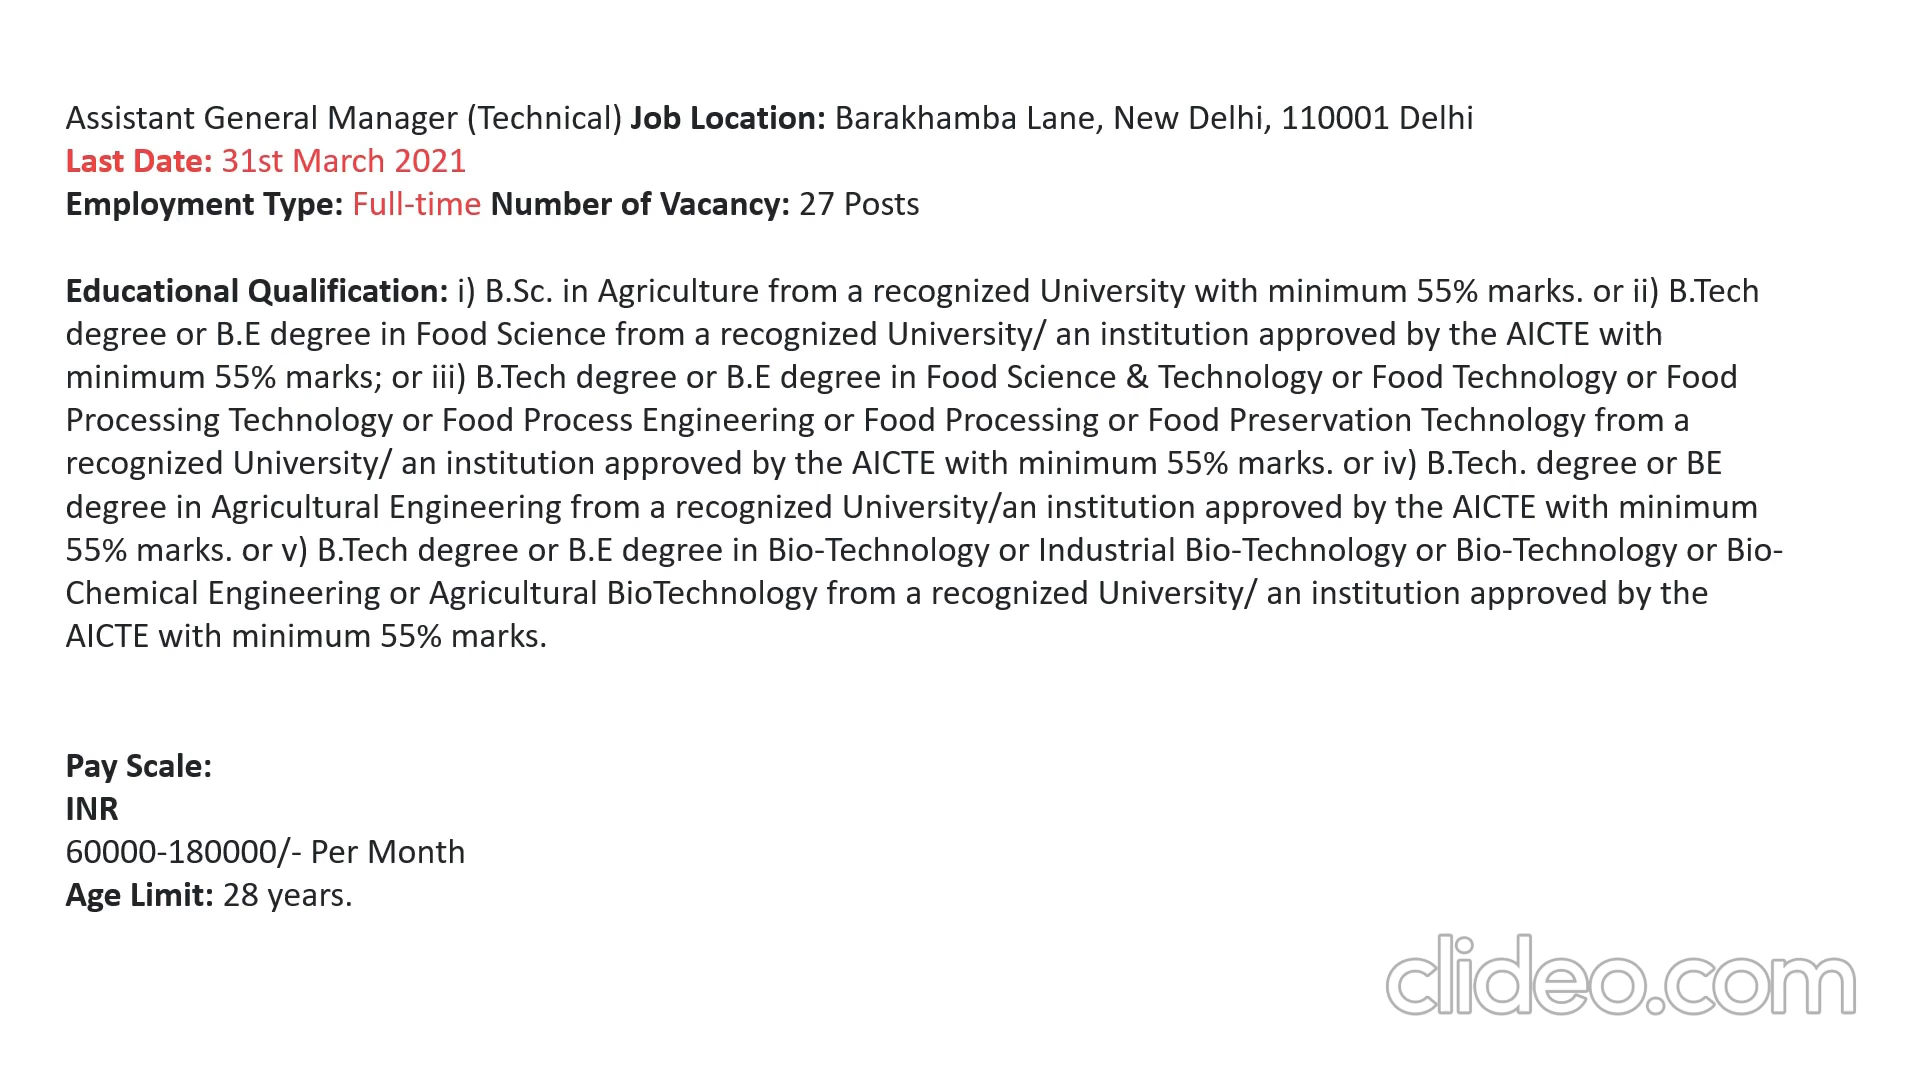 Assistant General Manager (Technical) Job Location: Barakhamba Lane, New Delhi, 110001 Delhi
Last Date: 31st March 2021
Employment Type: Full-time Number of Vacancy: 27 Posts
Educational Qualification: i) B.Sc. in Agriculture from a recognized University with minimum 55% marks. or ii) B.Tech
degree or B.E degree in Food Science from a recognized University/ an institution approved by the AICTE with
minimum 55% marks; or iii) B.Tech degree or B.E degree in Food Science & Technology or Food Technology or Food
Processing Technology or Food Process Engineering or Food Processing or Food Preservation Technology from a
recognized University/ an institution approved by the AICTE with minimum 55% marks. or iv) B.Tech. degree or BE
degree in Agricultural Engineering from a recognized University/an institution approved by the AICTE with minimum
55% marks. or v) B.Tech degree or B.E degree in Bio-Technology or Industrial Bio-Technology or Bio-Technology or Bio-
Chemical Engineering or Agricultural BioTechnology from a recognized University/ an institution approved by the
AICTE with minimum 55% marks.
Pay Scale:
INR
60000-180000/- Per Month
Age Limit: 28 years.
clideo.com